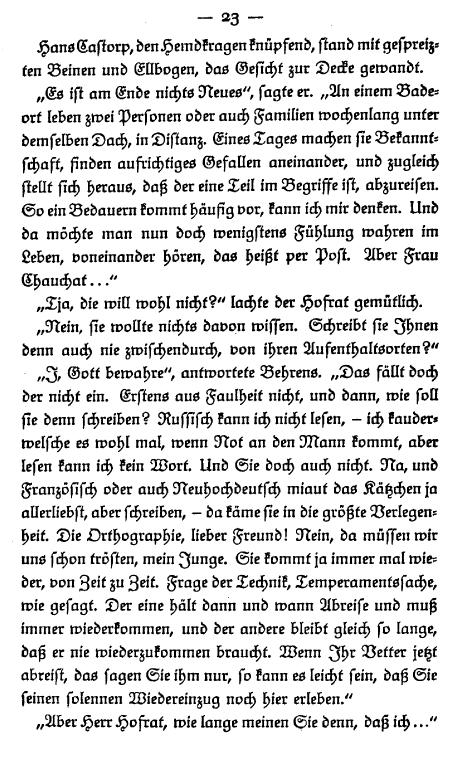 — 23 —
Hans Castorp, den Hemdkragen knüpfend, stand mit gespreiz-
ten Beinen und Ellbogen, das Gesicht zur Decke gewandt.
„Es ist am Ende nichts Neues“, sagte er. „An einem Bade-
ort leben zwei Personen oder auch Familien wochenlang unter
demselben Dach, in Distanz. Eines Tages machen sie Bekannt-
schaft, finden aufrichtiges Gefallen aneinander, und zugleich
stellt sich heraus, daß der eine Teil im Begriffe ist, abzureisen.
So ein Bedauern kommt häufig vor, kann ich mir denken. Und
da möchte man nun doch wenigstens Fühlung wahren im
Leben, voneinander hören, das heißt per Post. Aber Frau
Chauchat…“
„Tja, die will wohl nicht?“ lachte der Hofrat gemütlich.
„Nein, sie wollte nichts davon wissen. Schreibt sie Ihnen
denn auch nie zwischendurch, von ihren Aufenthaltsorten?“
„I, Gott bewahre“, antwortete Behrens. „Das fällt doch
der nicht ein. Erstens aus Faulheit nicht, und dann, wie soll
sie denn schreiben? Russisch kann ich nicht lesen, – ich kauder-
welsche es wohl mal, wenn Not an den Mann kommt, aber
lesen kann ich kein Wort. Und Sie doch auch nicht. Na, und
Französisch oder auch Neuhochdeutsch miaut das Kätzchen ja
allerliebst, aber schreiben, – da käme sie in die größte Verlegen-
heit. Die Orthographie, lieber Freund! Nein, da müssen wir
uns schon trösten, mein Junge. Sie kommt ja immer mal wie-
der, von Zeit zu Zeit. Frage der Technik, Temperamentssache,
wie gesagt. Der eine hält dann und wann Abreise und muß
immer wiederkommen, und der andere bleibt gleich so lange,
daß er nie wiederzukommen braucht. Wenn Ihr Vetter jetzt
abreist, das sagen Sie ihm nur, so kann es leicht sein, daß Sie
seinen solennen Wiedereinzug noch hier erleben.“
„Aber Herr Hofrat, wie lange meinen Sie denn, daß ich…“